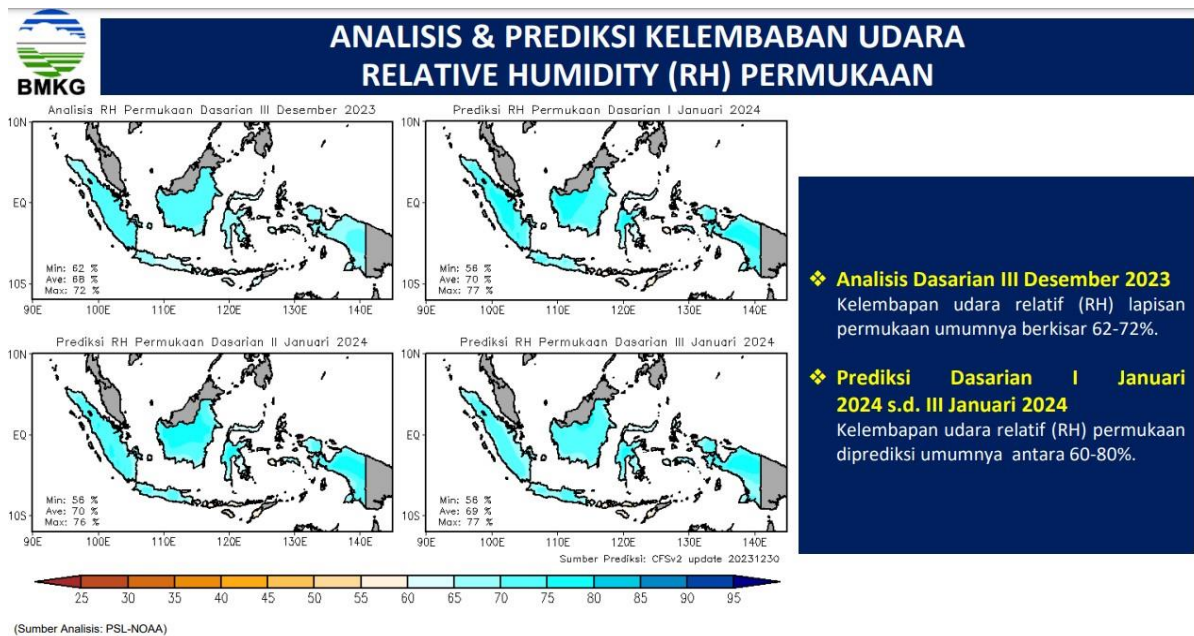 BMKG
ANALISIS & PREDIKSI KELEMBABAN UDARA
RELATIVE HUMIDITY (RH) PERMUKAAN
Analisis RH Permukaan Dasarian III Desember 2023
10N
EQ
10S
Min: 62 %
Ave: 68 %
Max: 72 %
90E 100E 110E 120E 130E 140E
Prediksi RH Permukaan Dasarian I Januari 2024
10N
EQ
10S
Min: 56 %
Ave: 70 %
Max: 77 %
90E 100E 110E 120E 130E 140E
Prediksi RH Permukaan Dasarian II Januari 2024
10N
EQ
10S
Min: 56 %
Ave: 70 %
Max: 76 %
90E 100E 110E 120E 130E 140E
Prediksi RH Permukaan Dasarian III Januari 2024
10N
EQ
10S
Min: 56 %
Ave: 69 %
Max: 77 %
90E 100E 110E 120E 130E 140E
Sumber Prediksi: CFSv2 update 20231230
25 30 35 40 45 50 55 60 65 70 75 80 85 90 95
(Sumber Analisis: PSL-NOAA)
❖ Analisis Dasarian III Desember 2023
Kelembapan udara relatif (RH) lapisan
permukaan umumnya berkisar 62-72%.
❖ Prediksi Dasarian I Januari
2024 s.d. III Januari 2024
Kelembapan udara relatif (RH) permukaan
diprediksi umumnya antara 60-80%.